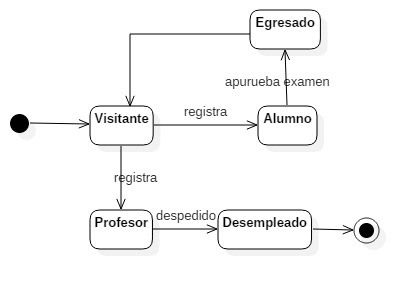 Egresado
apurueba examen
Visitante
registra
Alumno
registra
Profesor
despedido
Desempleado